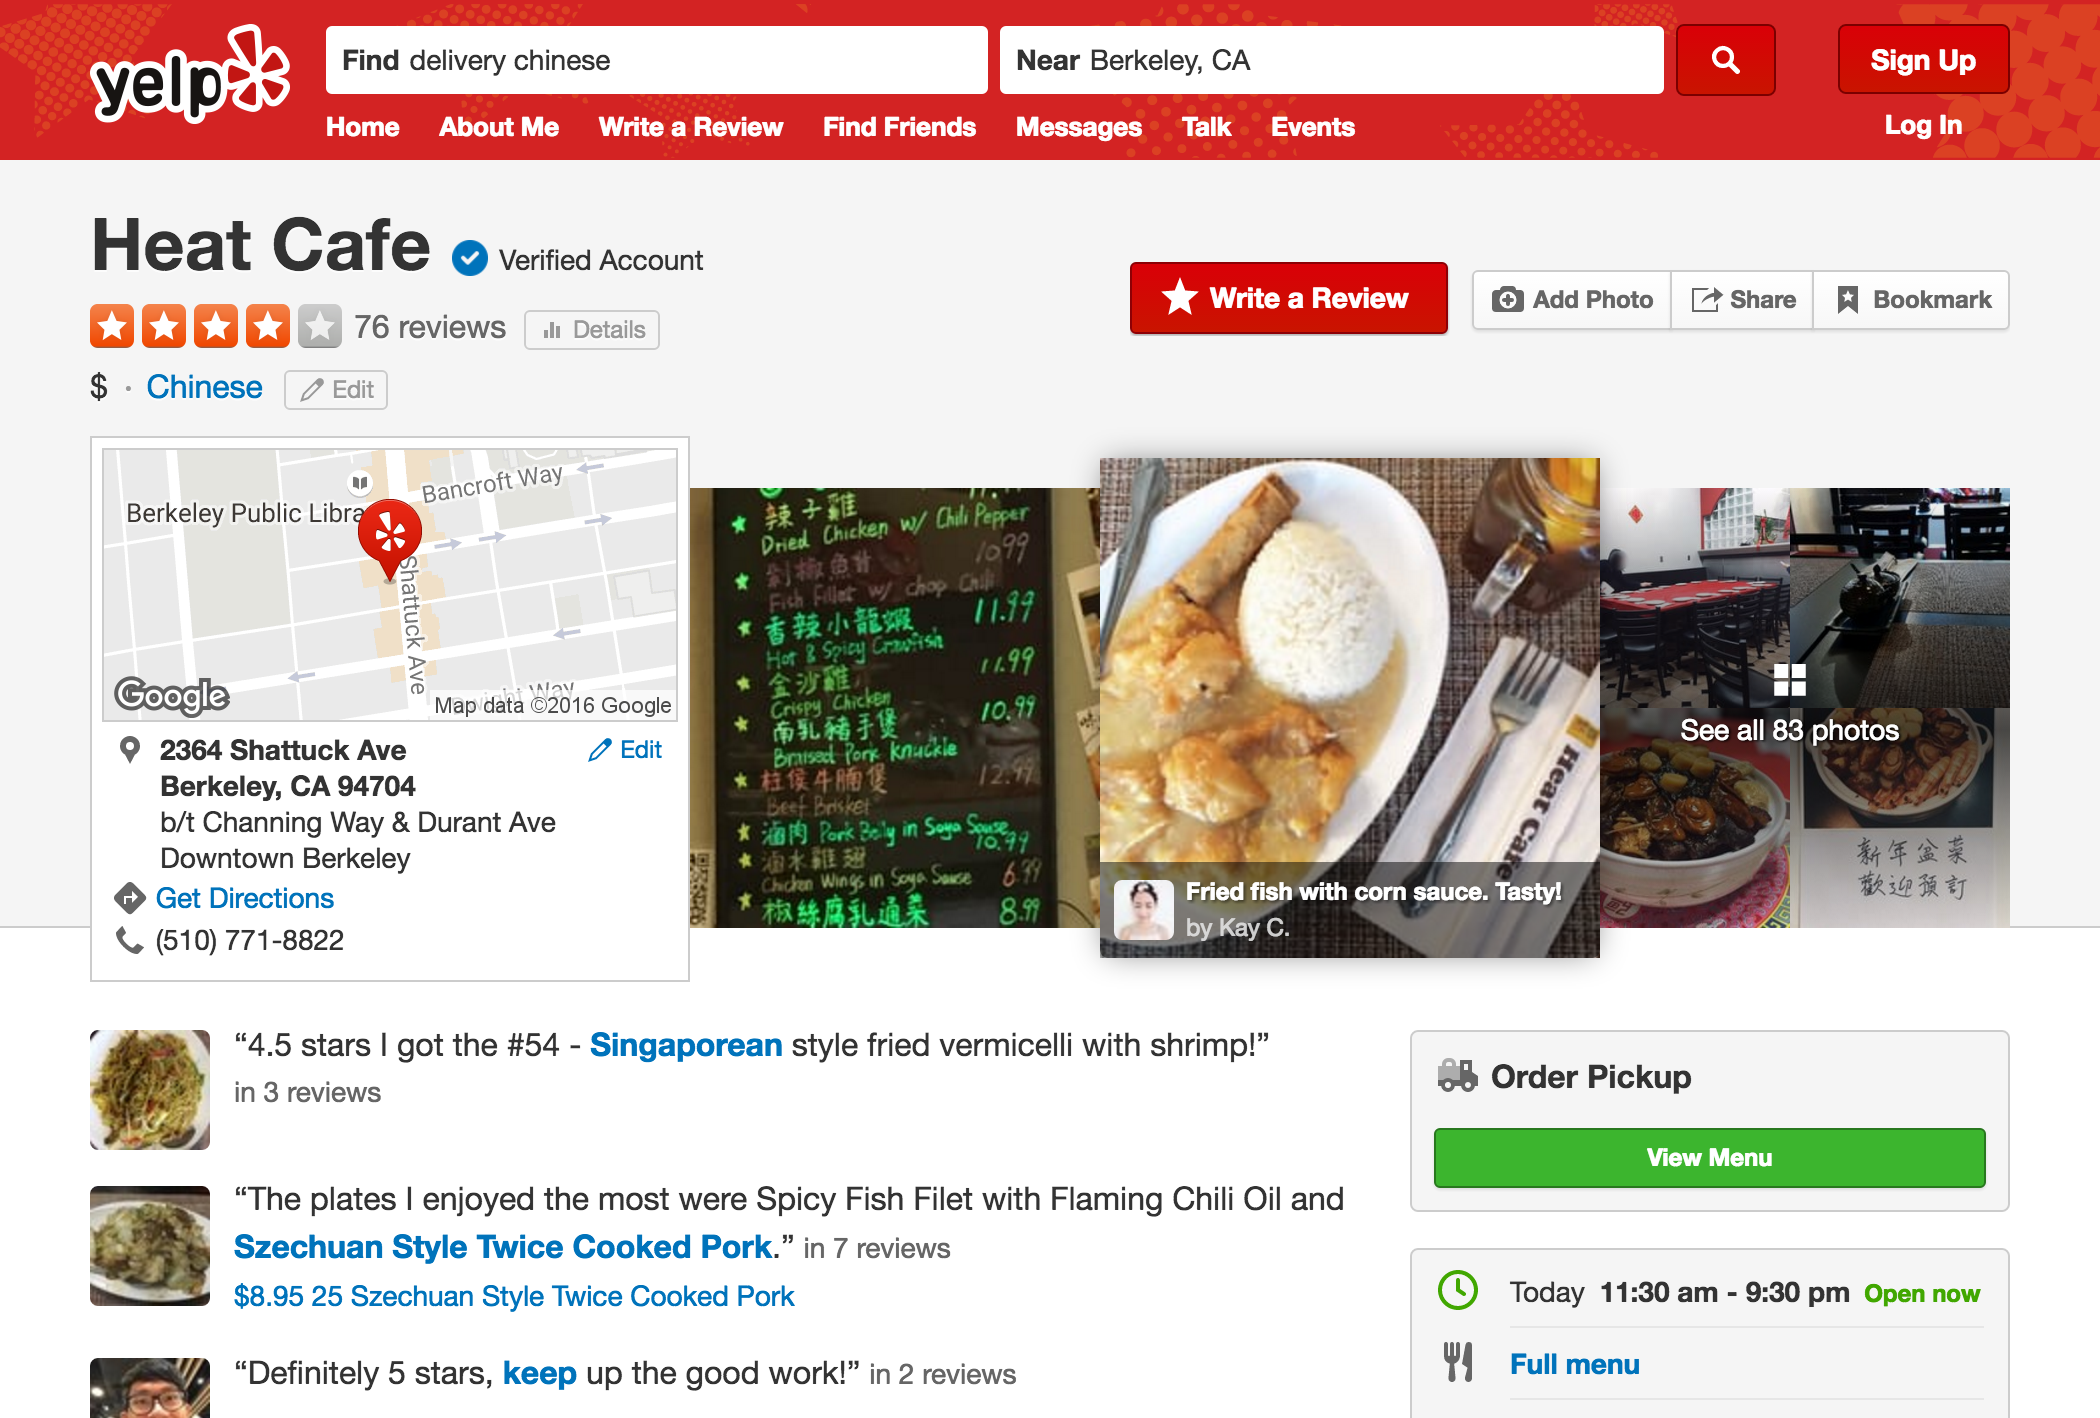 yelp
Find delivery chinese
Near Berkeley, CA
Sign Up
Home About Me Write a Review Find Friends Messages Talk Events
Log In
Heat Cafe
Verified Account
76 reviews
Details
Write a Review
Add Photo
Share
Bookmark
$ · Chinese
Edit
Berkeley Public Libra
Bancroft Way
Shattuck Ave
Dwight Way
Google
Map data ©2016 Google
2364 Shattuck Ave
Edit
Berkeley, CA 94704
b/t Channing Way & Durant Ave
Downtown Berkeley
Get Directions
(510) 771-8822
辣子雞
Dried Chicken w/ Chili Pepper
10.99
剁椒魚
Fish Fillet w/ chop Chili
11.99
香辣小龍蝦
Hot & Spicy Crawfish
11.99
金沙雞
Crispy Chicken
10.99
南乳豬手煲
Braised Pork Knuckle
12.99
柱侯牛腩煲
Beef Brisket
滷肉 Pork Belly in Soya Sause
10.99
滷水雞翅
Chicken Wings in Soya Sause
6.99
椒絲腐乳通菜
8.99
Heat Cafe
Fried fish with corn sauce. Tasty!
by Kay C.
See all 83 photos
新年盆菜
歡迎預訂
“4.5 stars I got the #54 - Singaporean style fried vermicelli with shrimp!”
in 3 reviews
“The plates I enjoyed the most were Spicy Fish Filet with Flaming Chili Oil and
Szechuan Style Twice Cooked Pork.” in 7 reviews
$8.95 25 Szechuan Style Twice Cooked Pork
“Definitely 5 stars, keep up the good work!” in 2 reviews
Order Pickup
View Menu
Today 11:30 am - 9:30 pm Open now
Full menu